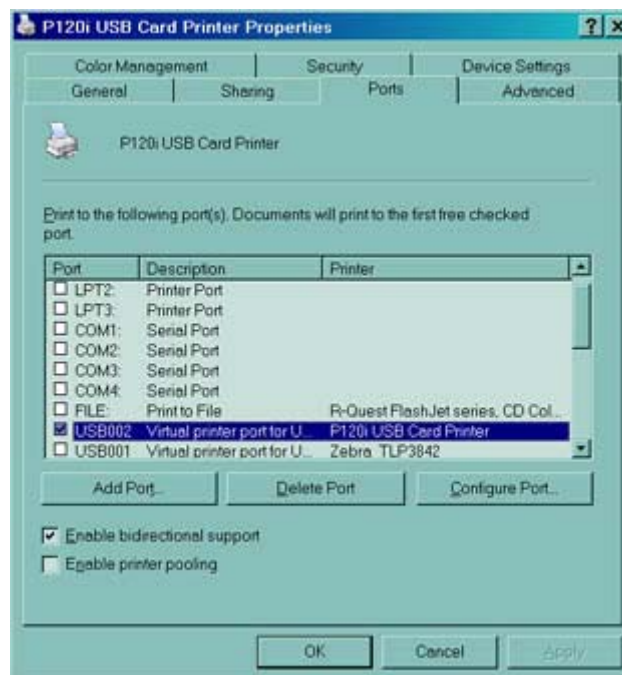 P120i USB Card Printer Properties
? x
Color Management Security Device Settings
General Sharing Ports Advanced
P120i USB Card Printer
Print to the following port(s). Documents will print to the first free checked
port.
Port Description Printer
LPT2: Printer Port
LPT3: Printer Port
COM1: Serial Port
COM2: Serial Port
COM3: Serial Port
COM4: Serial Port
FILE: Print to File R-Quest FlashJet series, CD Col...
USB002 Virtual printer port for U... P120i USB Card Printer
USB001 Virtual printer port for U... Zebra TLP3842
Add Port... Delete Port Configure Port...
Enable bidirectional support
Enable printer pooling
OK Cancel Apply